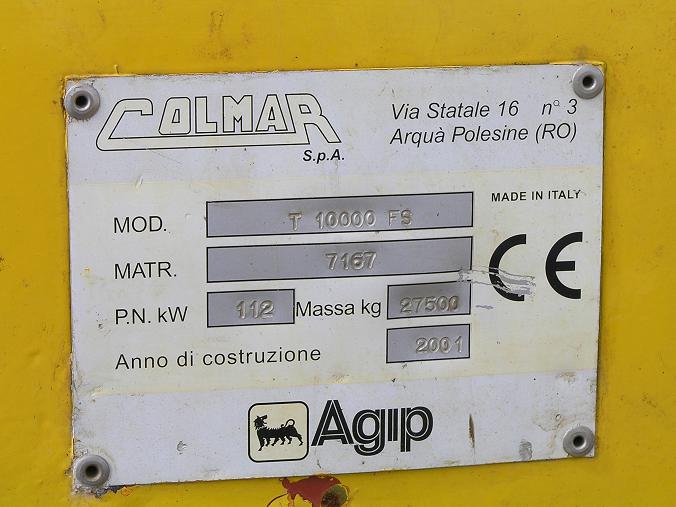 COLMAR
S.p.A.
Via Statale 16 n° 3
Arquà Polesine (RO)
MADE IN ITALY
MOD. T 10000 FS
MATR. 7167
CE
P.N. kW 112 Massa kg 27500
Anno di costruzione 2001
Agip